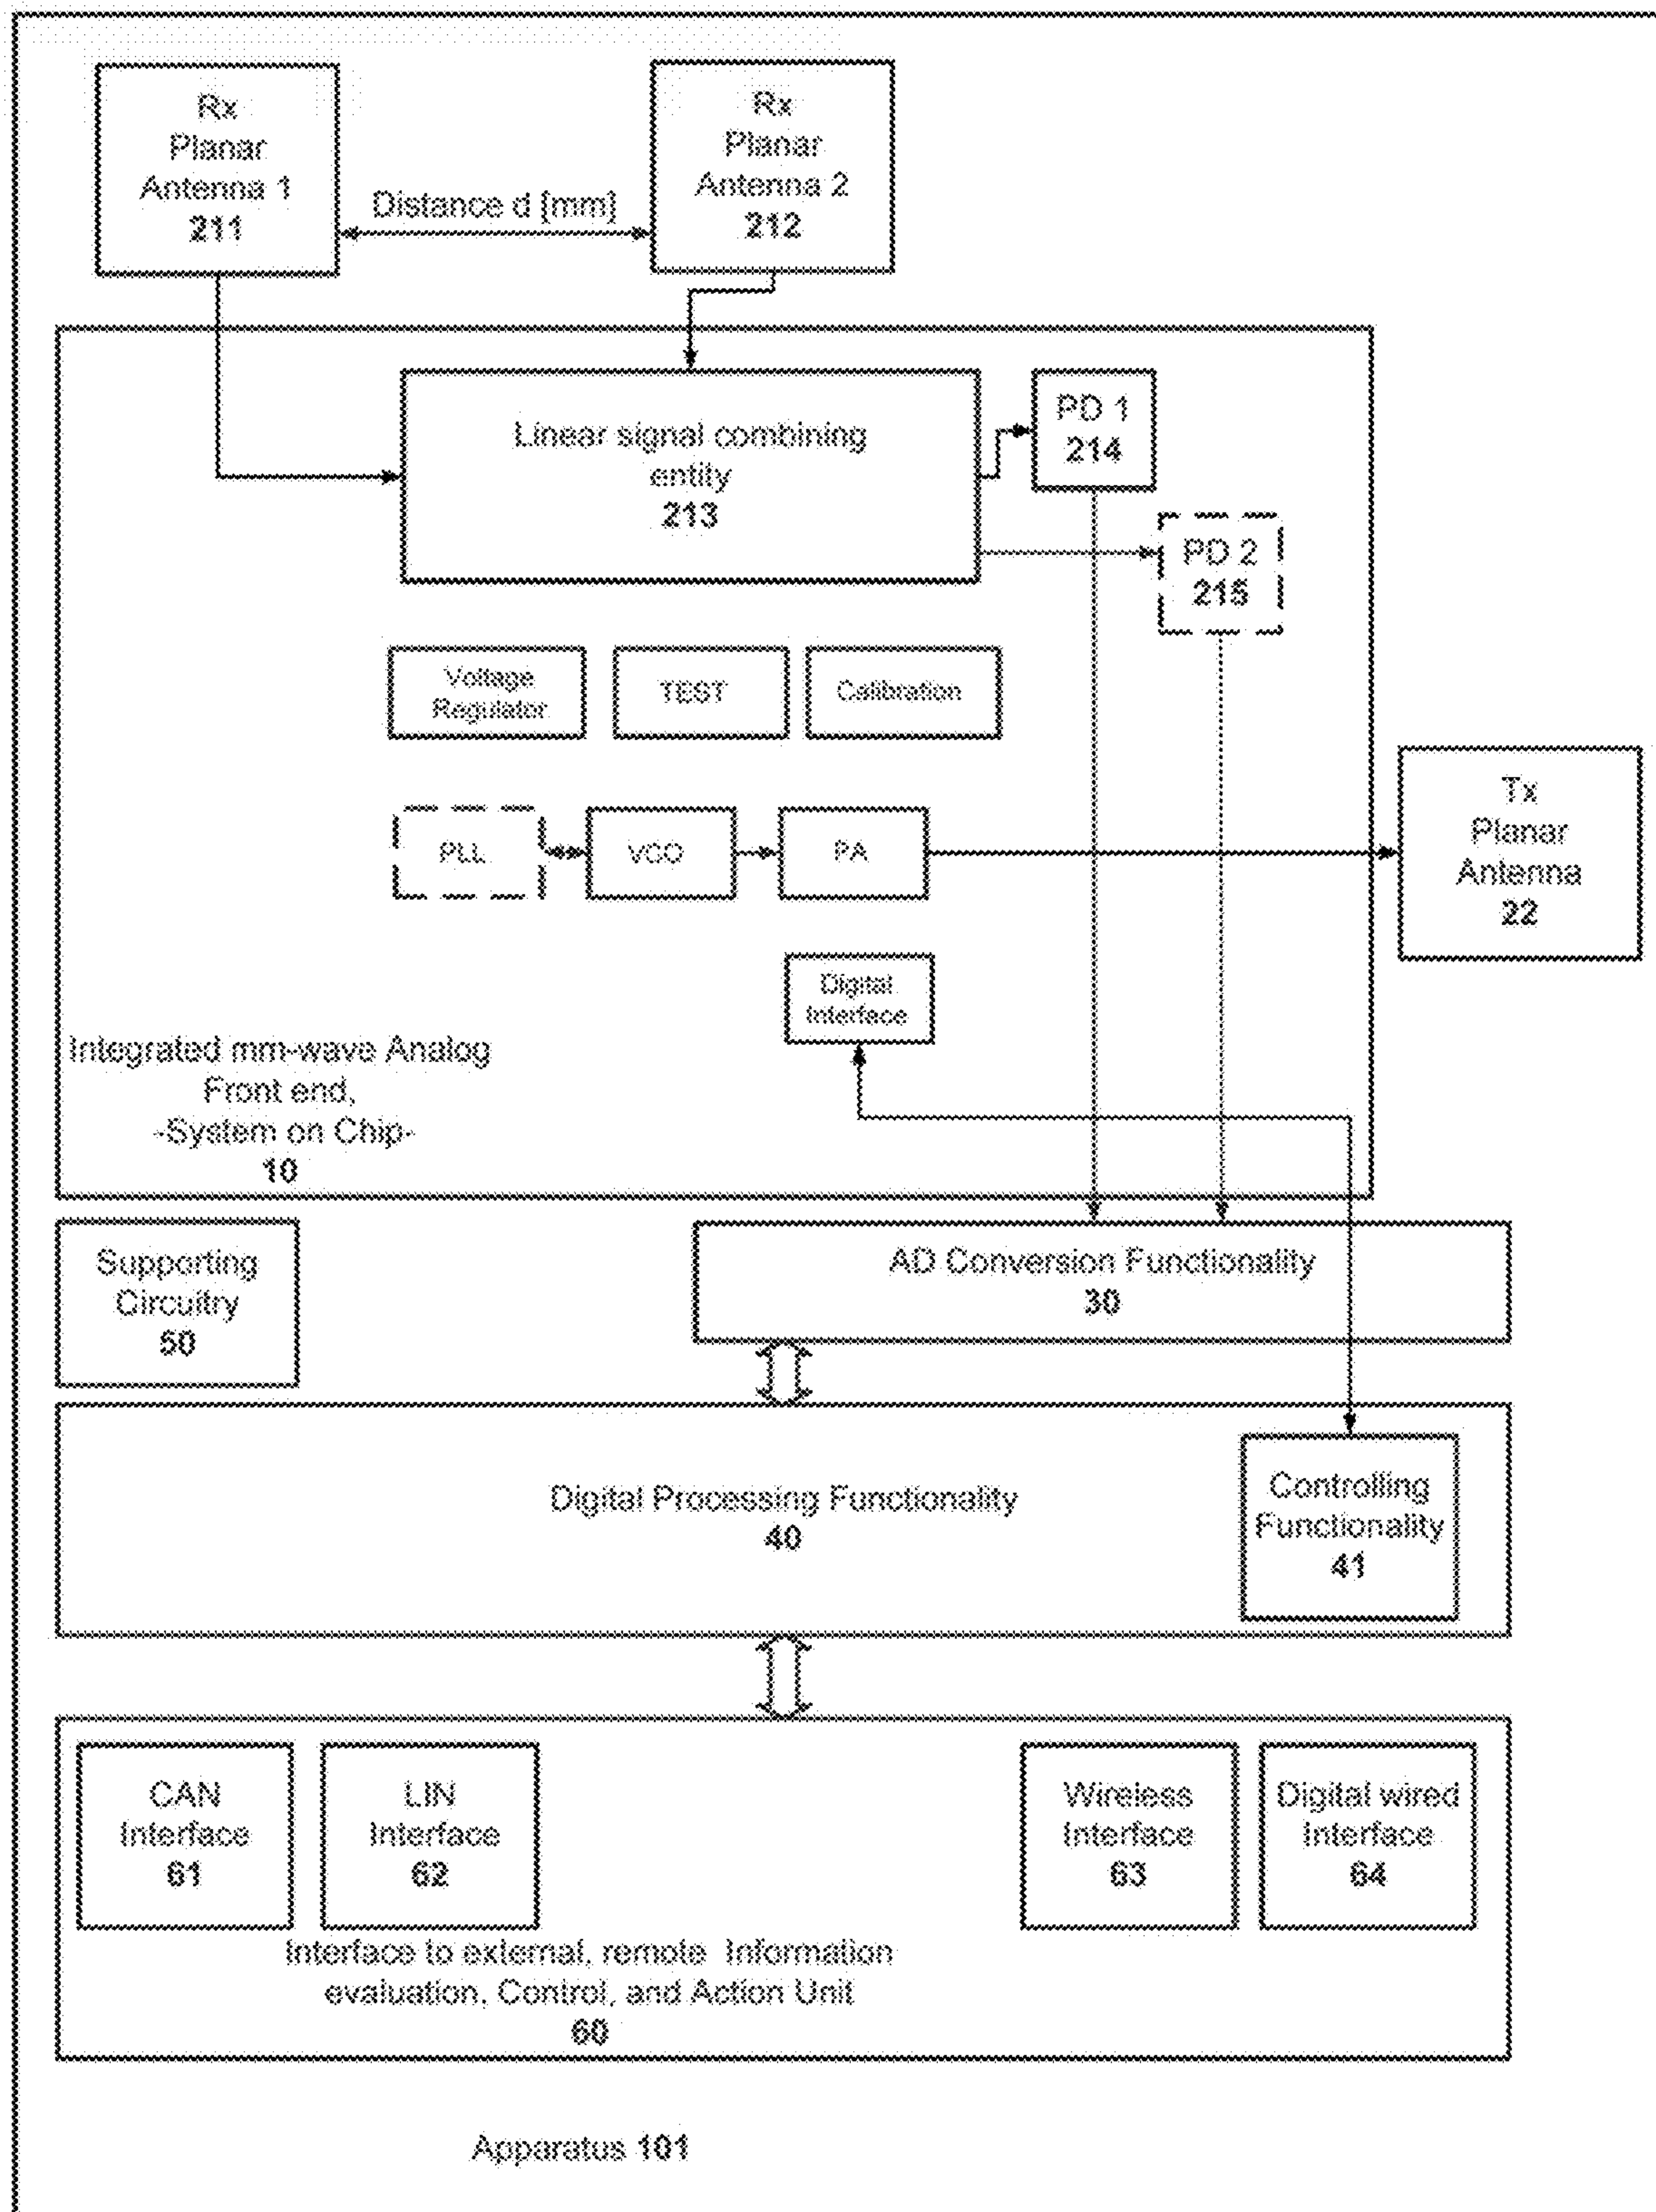 Rx
Planar
Antenna 1
211
Distance d [mm]
Rx
Planar
Antenna 2
212
Linear signal combining
entity
213
PD 1
214
PD 2
215
Voltage
Regulator
TEST
Calibration
PLL
VCO
PA
Tx
Planar
Antenna
22
Digital
Interface
Integrated mm-wave Analog
Front end,
-System on Chip-
10
Supporting
Circuitry
50
AD Conversion Functionality
30
Digital Processing Functionality
40
Controlling
Functionality
41
CAN
Interface
61
LIN
Interface
62
Wireless
Interface
63
Digital wired
Interface
64
Interface to external, remote Information
evaluation, Control, and Action Unit
60
Apparatus 101